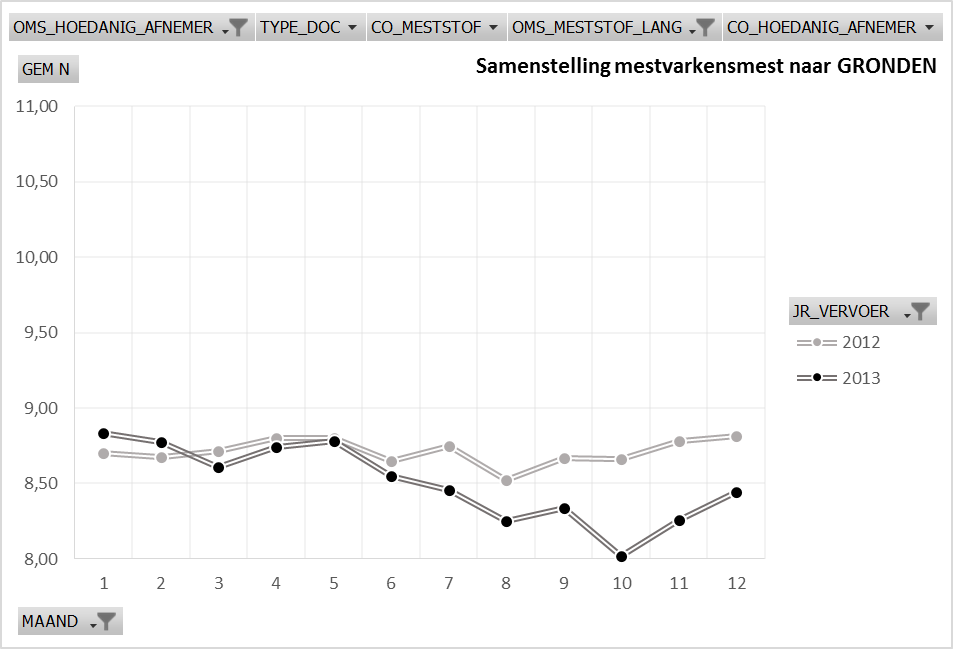 OMS_HOEDANIG_AFNEMER TYPE_DOC CO_MESTSTOF OMS_MESTSTOF_LANG CO_HOEDANIG_AFNEMER
GEM N
Samenstelling mestvarkensmest naar GRONDEN
11,00
10,50
10,00
9,50
9,00
8,50
8,00
1 2 3 4 5 6 7 8 9 10 11 12
JR_VERVOER
2012
2013
MAAND